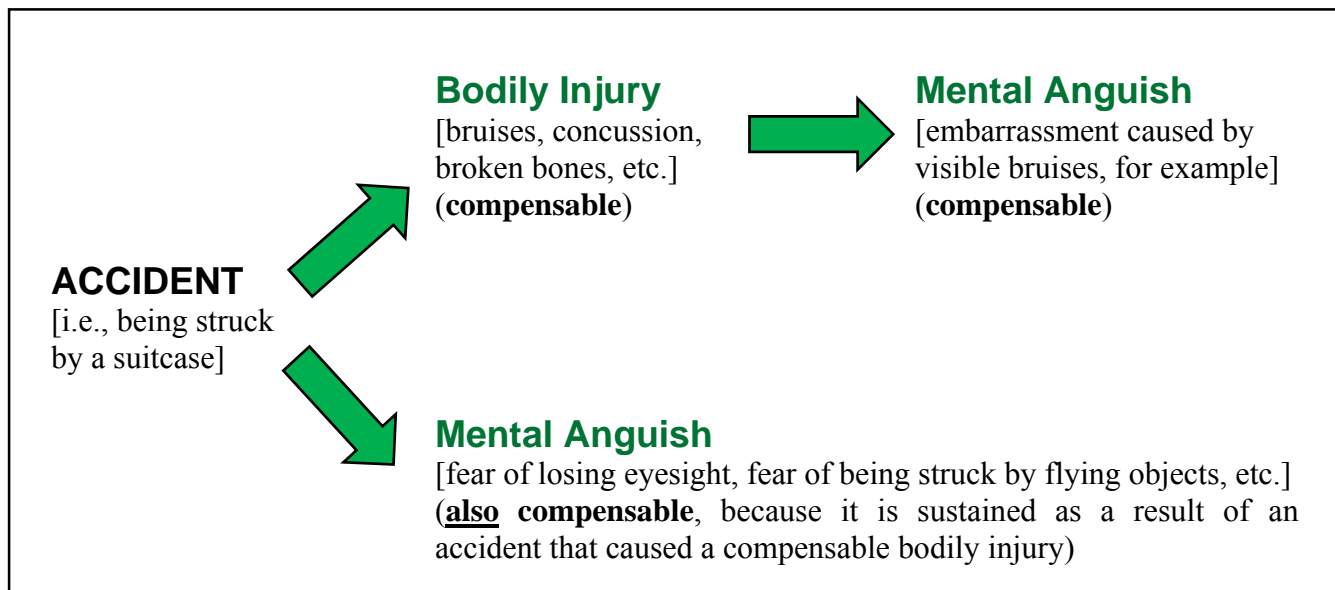 Bodily Injury
[bruises, concussion,
broken bones, etc.]
(compensable)
Mental Anguish
[embarrassment caused by
visible bruises, for example]
(compensable)
ACCIDENT
[i.e., being struck
by a suitcase]
Mental Anguish
[fear of losing eyesight, fear of being struck by flying objects, etc.]
(also compensable, because it is sustained as a result of an
accident that caused a compensable bodily injury)